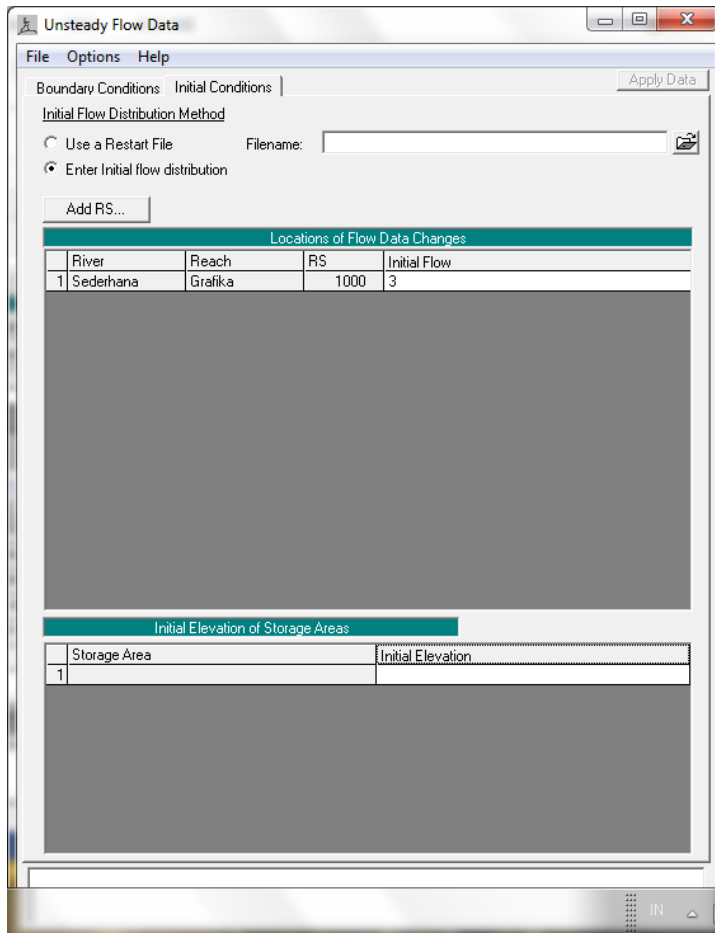 Unsteady Flow Data
File Options Help
Boundary Conditions Initial Conditions Apply Data
Initial Flow Distribution Method
Use a Restart File Filename:
Enter Initial flow distribution
Add RS...
Locations of Flow Data Changes
River Reach RS Initial Flow
1 Sederhana Grafika 1000 3
Initial Elevation of Storage Areas
Storage Area Initial Elevation
1
IN